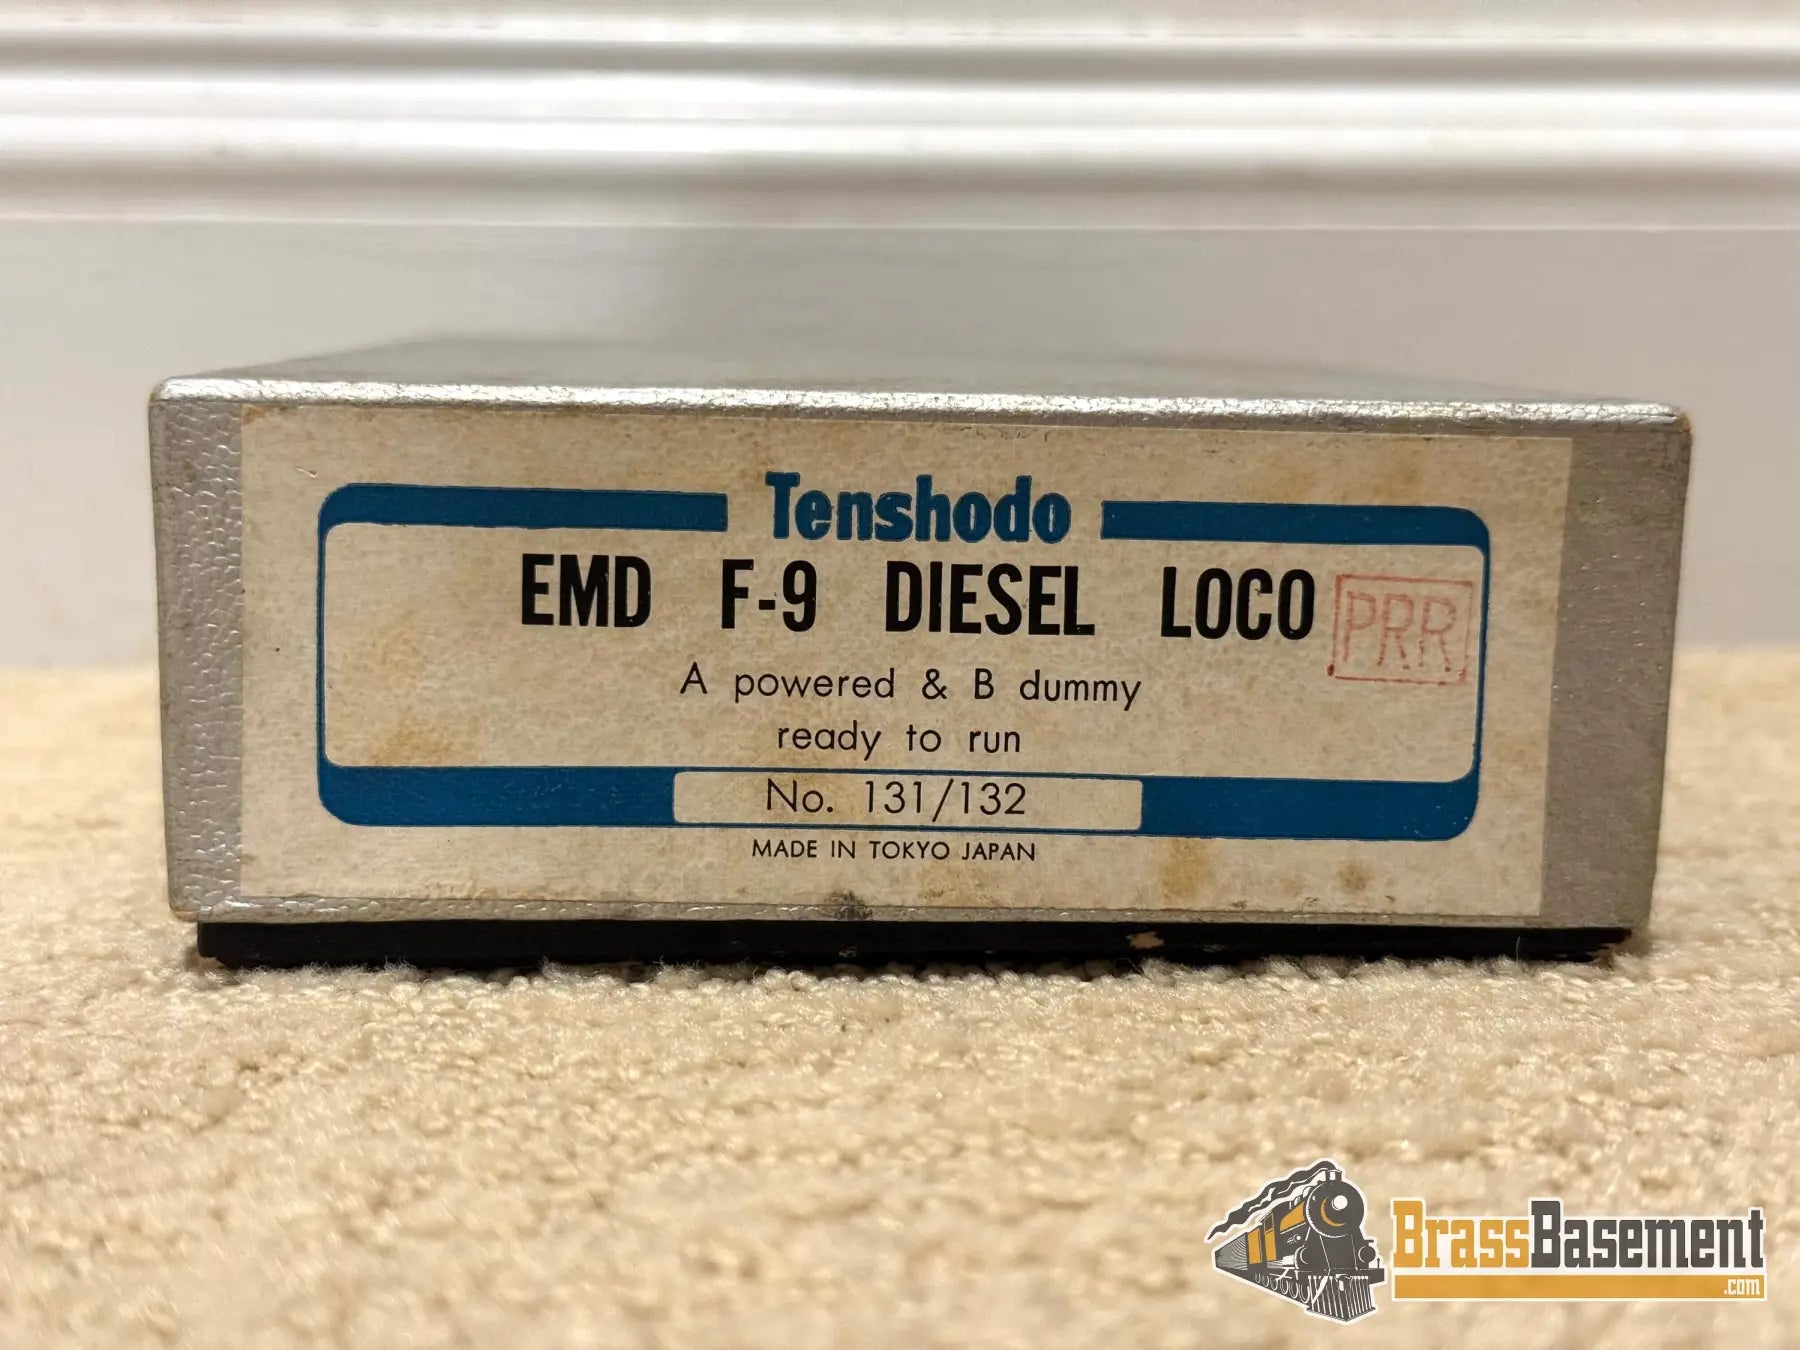 Tenshodo
EMD F-9 DIESEL LOCO
PRR
A powered & B dummy
ready to run
No. 131/132
MADE IN TOKYO JAPAN
BrassBasement
.com